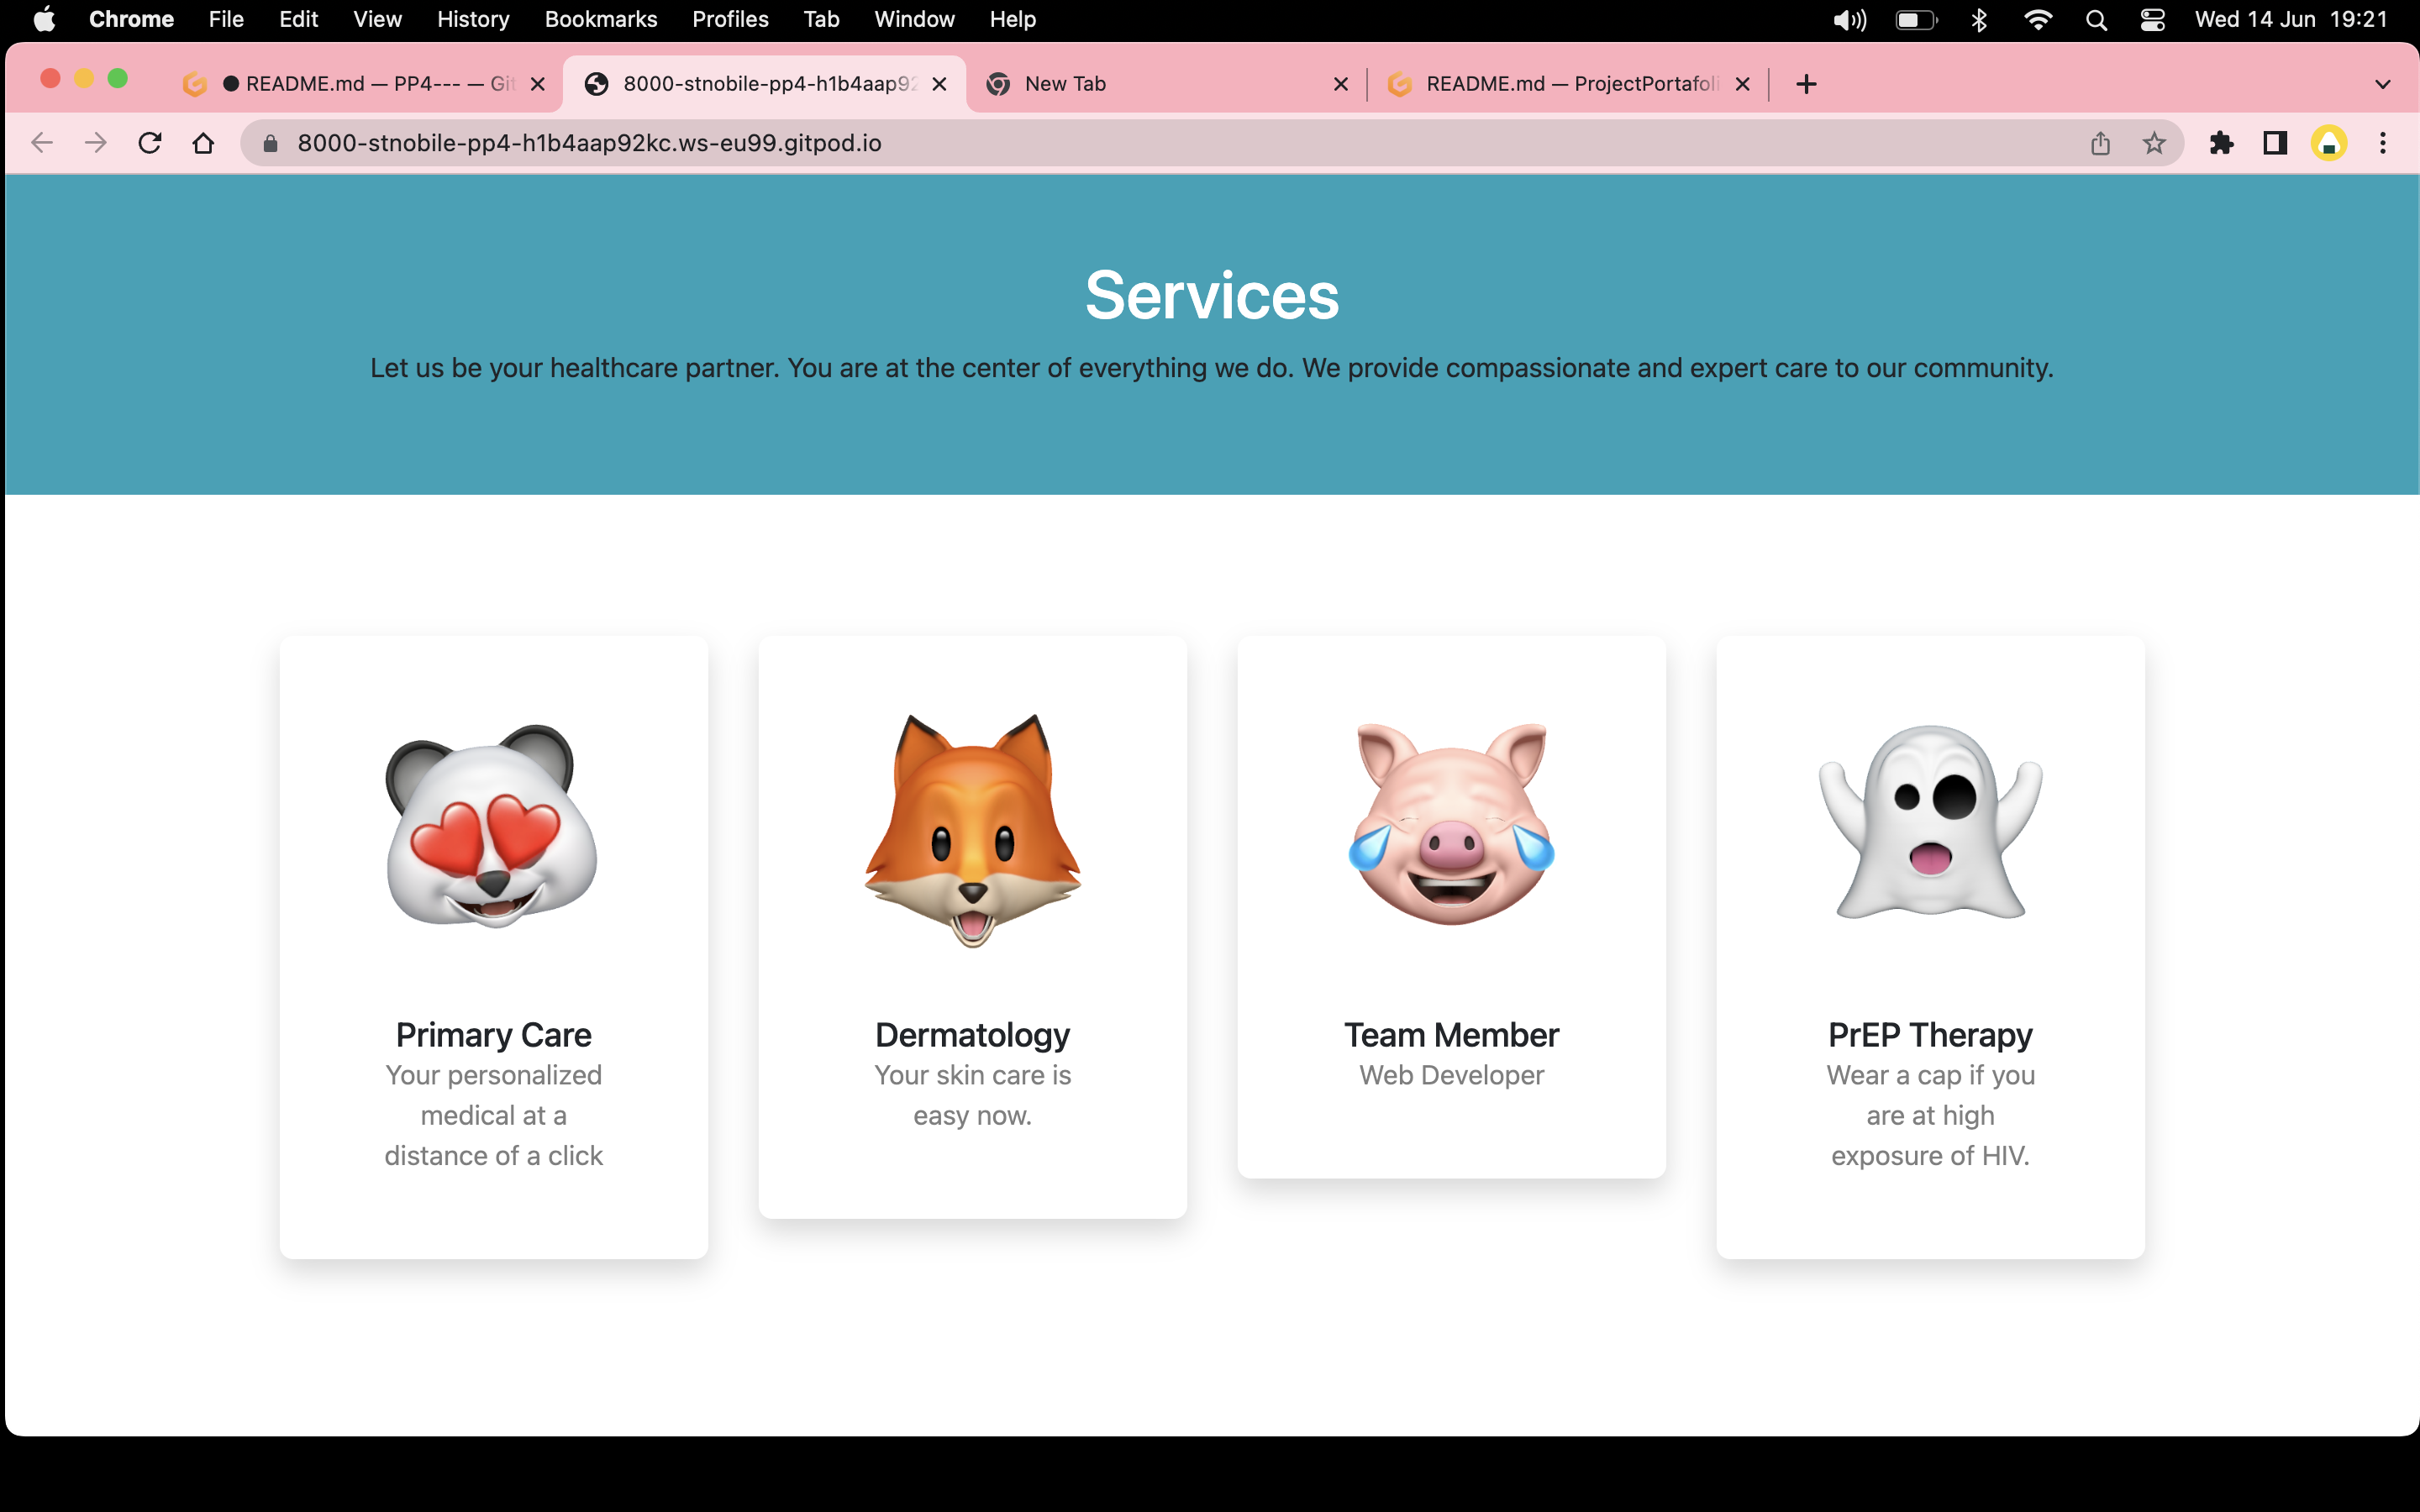 Chrome File Edit View History Bookmarks Profiles Tab Window Help Wed 14 Jun 19:21
README.md — PP4--- — Git 8000-stnobile-pp4-h1b4aap92 New Tab README.md — ProjectPortafoli
8000-stnobile-pp4-h1b4aap92kc.ws-eu99.gitpod.io
Services
Let us be your healthcare partner. You are at the center of everything we do. We provide compassionate and expert care to our community.
Primary Care
Your personalized
medical at a
distance of a click
Dermatology
Your skin care is
easy now.
Team Member
Web Developer
PrEP Therapy
Wear a cap if you
are at high
exposure of HIV.